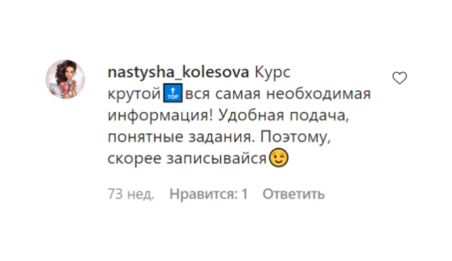 nastysha_kolesova Курс
крутой🔝вся самая необходимая
информация! Удобная подача,
понятные задания. Поэтому,
скорее записывайся😉
73 нед. Нравится: 1 Ответить